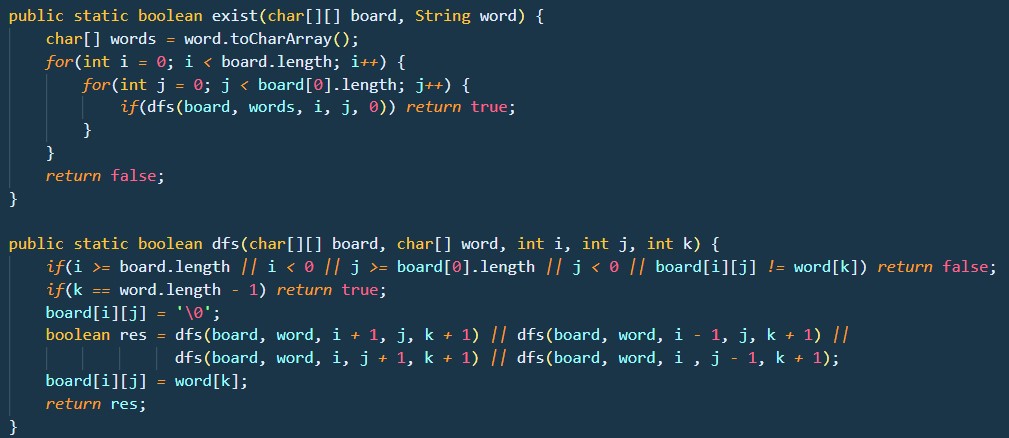 public static boolean exist(char[][] board, String word) {
    char[] words = word.toCharArray();
    for(int i = 0; i < board.length; i++) {
        for(int j = 0; j < board[0].length; j++) {
            if(dfs(board, words, i, j, 0)) return true;
        }
    }
    return false;
}

public static boolean dfs(char[][] board, char[] word, int i, int j, int k) {
    if(i >= board.length || i < 0 || j >= board[0].length || j < 0 || board[i][j] != word[k]) return false;
    if(k == word.length - 1) return true;
    board[i][j] = '\0';
    boolean res = dfs(board, word, i + 1, j, k + 1) || dfs(board, word, i - 1, j, k + 1) ||
                  dfs(board, word, i, j + 1, k + 1) || dfs(board, word, i , j - 1, k + 1);
    board[i][j] = word[k];
    return res;
}